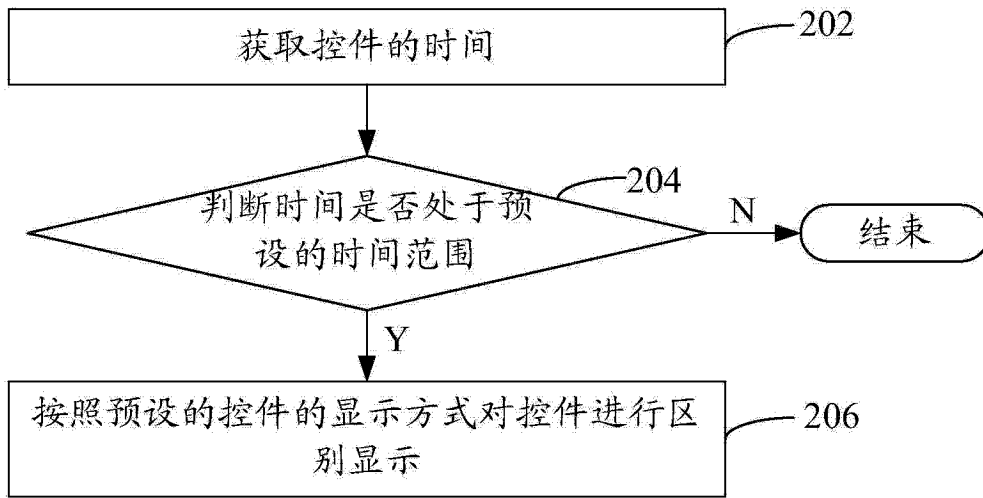 获取控件的时间
202
判断时间是否处于预
设的时间范围
204
N
结束
Y
按照预设的控件的显示方式对控件进行区
别显示
206